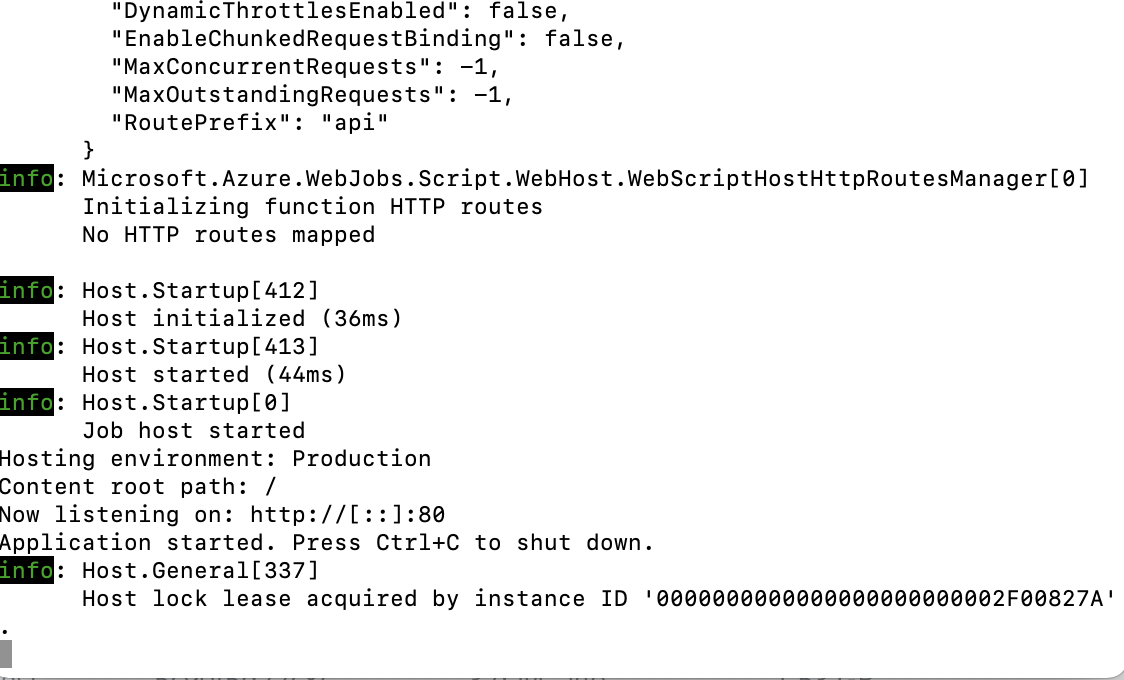 "DynamicThrottlesEnabled": false,
"EnableChunkedRequestBinding": false,
"MaxConcurrentRequests": -1,
"MaxOutstandingRequests": -1,
"RoutePrefix": "api"
}
info: Microsoft.Azure.WebJobs.Script.WebHost.WebScriptHostHttpRoutesManager[0]
Initializing function HTTP routes
No HTTP routes mapped
info: Host.Startup[412]
Host initialized (36ms)
info: Host.Startup[413]
Host started (44ms)
info: Host.Startup[0]
Job host started
Hosting environment: Production
Content root path: /
Now listening on: http://[::]:80
Application started. Press Ctrl+C to shut down.
info: Host.General[337]
Host lock lease acquired by instance ID '0000000000000000000000002F00827A'
.